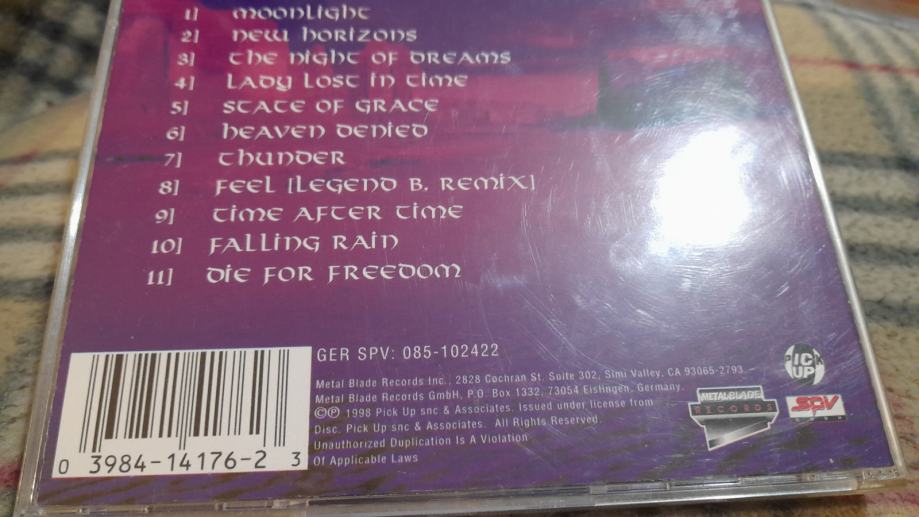 1] Moonlight
2] New Horizons
3] The Night of Dreams
4] Lady Lost in Time
5] State of Grace
6] Heaven Denied
7] Thunder
8] Feel [Legend B. Remix]
9] Time After Time
10] Falling Rain
11] Die for Freedom
GER SPV: 085-102422
Metal Blade Records Inc., 2828 Cochran St. Suite 302, Simi Valley, CA 93065-2793.
Metal Blade Records GmbH, P.O. Box 1332, 73054 Eislingen, Germany.
©℗ 1998 Pick Up snc & Associates. Issued under license from
Disc. Pick Up snc & Associates. All Rights Reserved.
Unauthorized Duplication Is A Violation
Of Applicable Laws
0 3984-14176-2 3
PICK UP
METAL BLADE
RECORDS
SPV